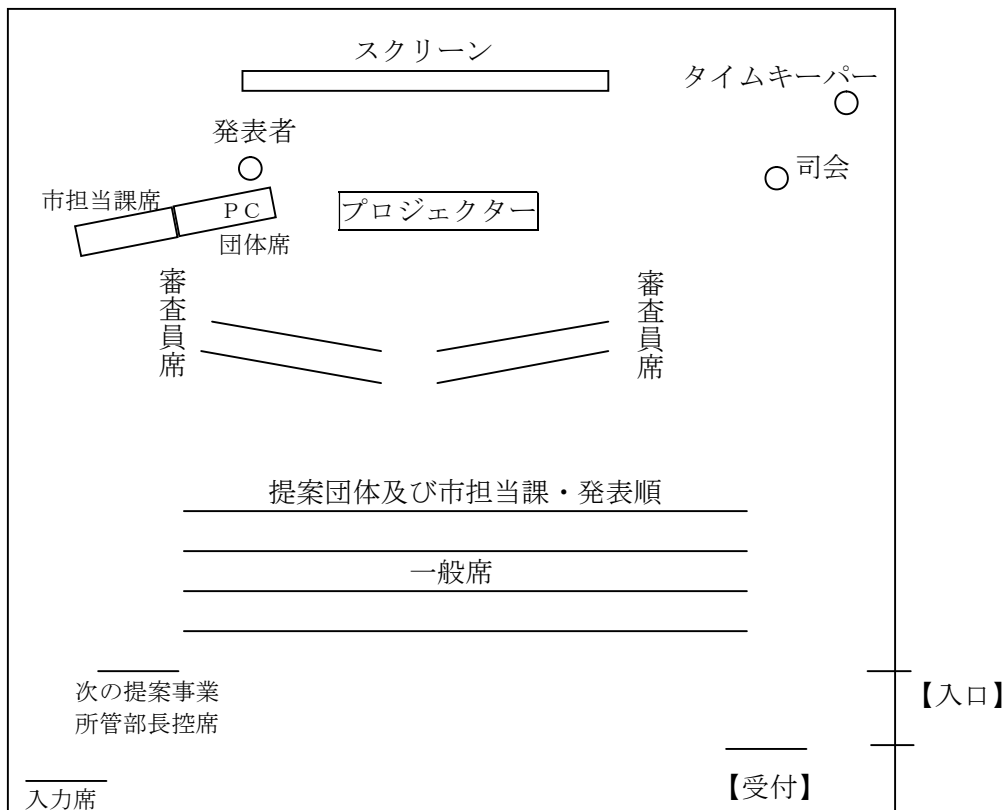 スクリーン
タイムキーパー
発表者
司会
市担当課席
ＰＣ
プロジェクター
団体席
審査員席
審査員席
提案団体及び市担当課・発表順
一般席
次の提案事業
所管部長控席
【入口】
【受付】
入力席